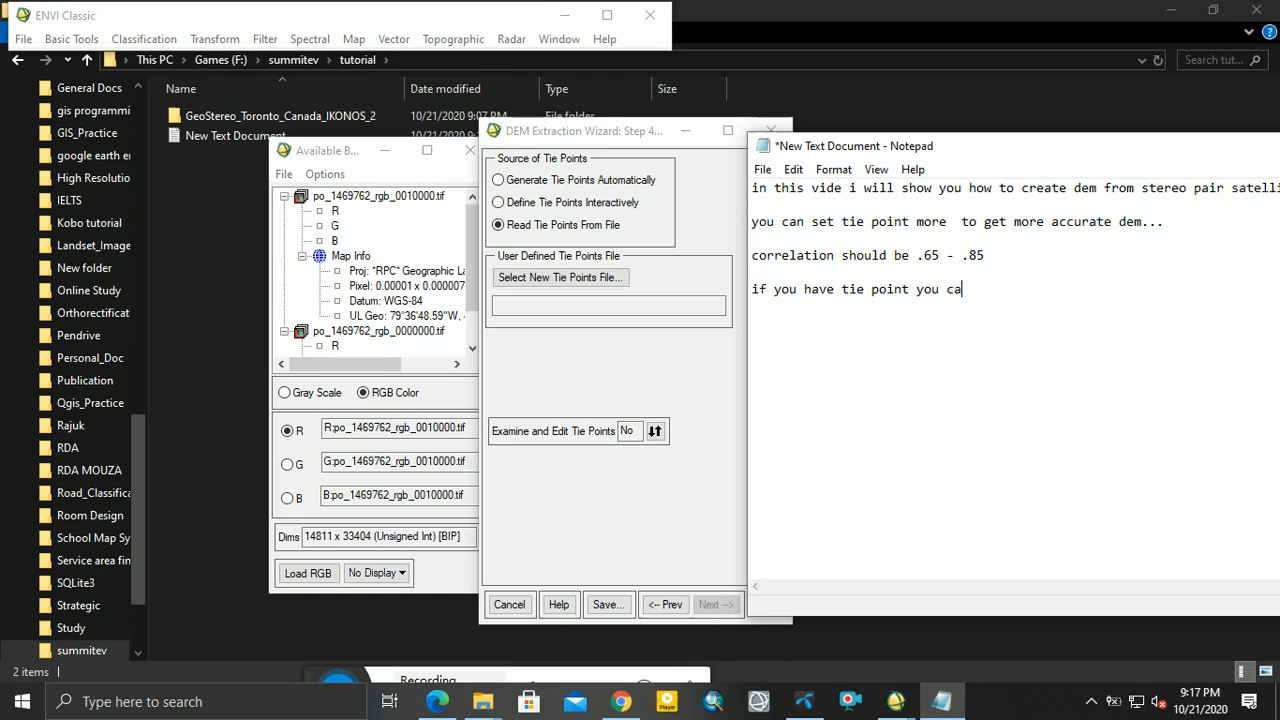 ENVI Classic
File Basic Tools Classification Transform Filter Spectral Map Vector Topographic Radar Window Help
This PC Games (F:) summitev tutorial
Search tut...
Name Date modified Type Size
General Docs
gis programmi
GIS_Practice
google earth er
High Resolutio
IELTS
Kobo tutorial
Landset_Image
New folder
Online Study
Orthorectificat
Pendrive
Personal_Doc
Publication
Qgis_Practice
Rajuk
RDA
RDA MOUZA
Road_Classifica
Room Design
School Map Sy
Service area fin
SQLite3
Strategic
Study
summitev
2 items
GeoStereo_Toronto_Canada_IKONOS_2 10/21/2020 9:07 PM File folder
New Text Document
Available B...
File Options
po_1469762_rgb_0010000.tif
R
G
B
Map Info
Proj: *RPC* Geographic La
Pixel: 0.00001 x 0.000007
Datum: WGS-84
UL Geo: 79°36'48.59"W,
po_1469762_rgb_0000000.tif
R
Gray Scale RGB Color
R R:po_1469762_rgb_0010000.tif
G G:po_1469762_rgb_0010000.tif
B B:po_1469762_rgb_0010000.tif
Dims 14811 x 33404 (Unsigned Int) [BIP]
Load RGB No Display
DEM Extraction Wizard: Step 4...
Source of Tie Points
Generate Tie Points Automatically
Define Tie Points Interactively
Read Tie Points From File
User Defined Tie Points File
Select New Tie Points File...
Examine and Edit Tie Points No
Cancel Help Save... <-- Prev Next -->
*New Text Document - Notepad
File Edit Format View Help
in this vide i will show you how to create dem from stereo pair satelli
you can set tie point more to get more accurate dem...
correlation should be .65 - .85
if you have tie point you ca
Recording
Type here to search
Player
9:17 PM
10/21/2020